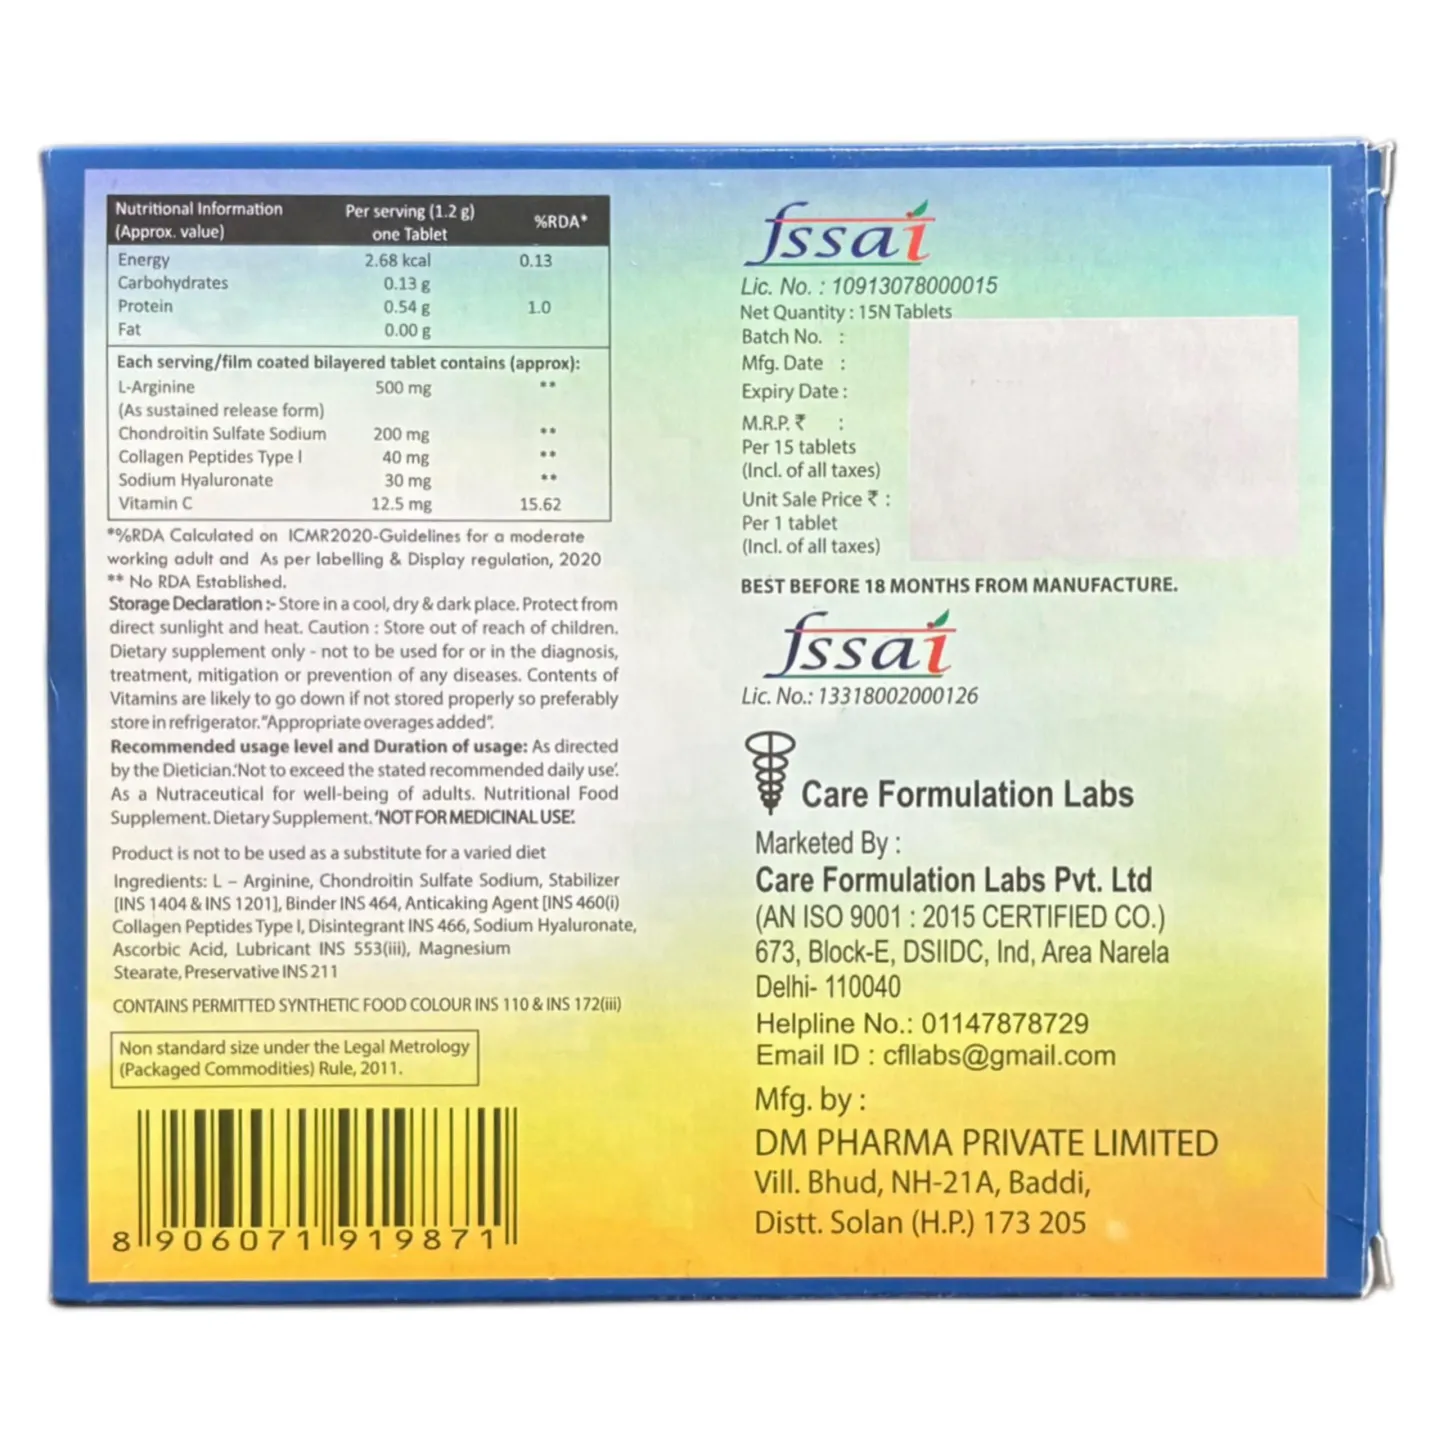 Nutritional Information (Approx. value) Per serving (1.2 g) one Tablet %RDA*
Energy 2.68 kcal 0.13
Carbohydrates 0.13 g
Protein 0.54 g 1.0
Fat 0.00 g
Each serving/film coated bilayered tablet contains (approx):
L-Arginine 500 mg **
(As sustained release form)
Chondroitin Sulfate Sodium 200 mg **
Collagen Peptides Type I 40 mg **
Sodium Hyaluronate 30 mg **
Vitamin C 12.5 mg 15.62
*%RDA Calculated on ICMR2020-Guidelines for a moderate
working adult and As per labelling & Display regulation, 2020
** No RDA Established.
Storage Declaration :- Store in a cool, dry & dark place. Protect from
direct sunlight and heat. Caution : Store out of reach of children.
Dietary supplement only - not to be used for or in the diagnosis,
treatment, mitigation or prevention of any diseases. Contents of
Vitamins are likely to go down if not stored properly so preferably
store in refrigerator. "Appropriate overages added".
Recommended usage level and Duration of usage: As directed
by the Dietician.'Not to exceed the stated recommended daily use'.
As a Nutraceutical for well-being of adults. Nutritional Food
Supplement. Dietary Supplement. 'NOT FOR MEDICINAL USE'.
Product is not to be used as a substitute for a varied diet
Ingredients: L – Arginine, Chondroitin Sulfate Sodium, Stabilizer
[INS 1404 & INS 1201], Binder INS 464, Anticaking Agent [INS 460(i)
Collagen Peptides Type I, Disintegrant INS 466, Sodium Hyaluronate,
Ascorbic Acid, Lubricant INS 553(iii), Magnesium
Stearate, Preservative INS 211
CONTAINS PERMITTED SYNTHETIC FOOD COLOUR INS 110 & INS 172(iii)
Non standard size under the Legal Metrology
(Packaged Commodities) Rule, 2011.
8 906071 919871
fssai
Lic. No. : 10913078000015
Net Quantity : 15N Tablets
Batch No. :
Mfg. Date :
Expiry Date :
M.R.P. ₹ :
Per 15 tablets
(Incl. of all taxes)
Unit Sale Price ₹ :
Per 1 tablet
(Incl. of all taxes)
BEST BEFORE 18 MONTHS FROM MANUFACTURE.
fssai
Lic. No.: 13318002000126
Care Formulation Labs
Marketed By :
Care Formulation Labs Pvt. Ltd
(AN ISO 9001 : 2015 CERTIFIED CO.)
673, Block-E, DSIIDC, Ind, Area Narela
Delhi- 110040
Helpline No.: 01147878729
Email ID : cfllabs@gmail.com
Mfg. by :
DM PHARMA PRIVATE LIMITED
Vill. Bhud, NH-21A, Baddi,
Distt. Solan (H.P.) 173 205